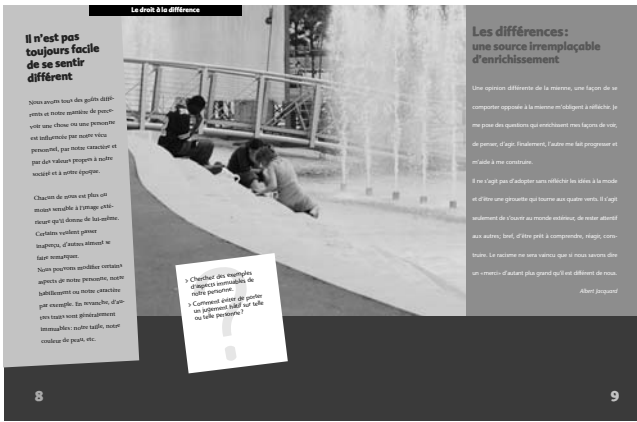 Le droit à la différence
Il n'est pas
toujours facile
de se sentir
différent
Nous avons tous des goûts diffé-
rents et notre manière de perce-
voir une chose ou une personne
est influencée par notre vécu
personnel, par notre caractère et
par des valeurs propres à notre
société et à notre époque.
Chacun de nous est plus ou
moins sensible à l'image exté-
rieure qu'il donne de lui-même.
Certains veulent passer
inaperçu, d'autres aiment se
faire remarquer.
Nous pouvons modifier certains
aspects de notre personne, notre
habillement ou notre caractère
par exemple. En revanche, d'au-
tres traits sont généralement
immuables: notre taille, notre
couleur de peau, etc.
> Cherchez des exemples
d'aspects immuables de
notre personne.
> Comment éviter de porter
un jugement hâtif sur telle
ou telle personne?
?
8
Les différences:
une source irremplaçable
d'enrichissement
Une opinion différente de la mienne, une façon de se
comporter opposée à la mienne m'obligent à réfléchir. Je
me pose des questions qui enrichissent mes façons de voir,
de penser, d'agir. Finalement, l'autre me fait progresser et
m'aide à me construire.
Il ne s'agit pas d'adopter sans réfléchir les idées à la mode
et d'être une girouette qui tourne aux quatre vents. Il s'agit
seulement de s'ouvrir au monde extérieur, de rester attentif
aux autres; bref, d'être prêt à comprendre, réagir, cons-
truire. Le racisme ne sera vaincu que si nous savons dire
un «merci» d'autant plus grand qu'il est différent de nous.
Albert Jacquard
9